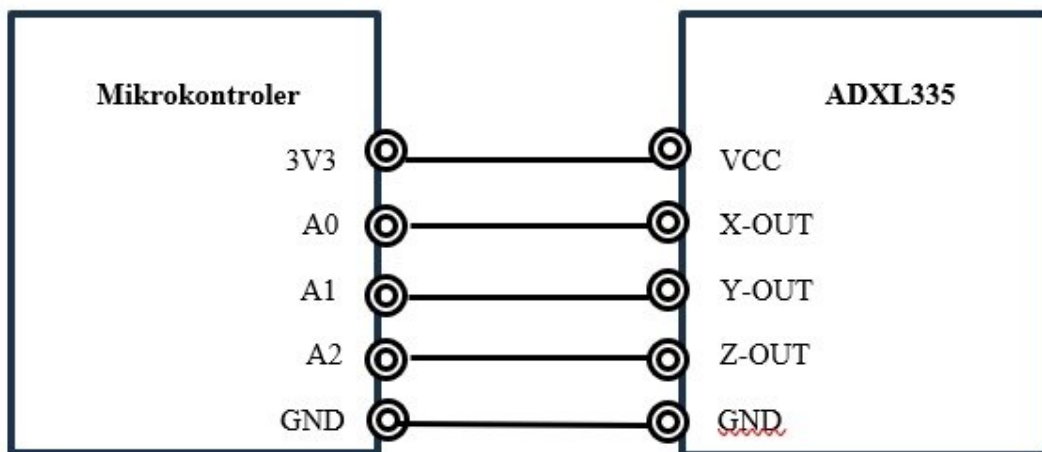 Mikrokontroler
ADXL335
3V3
VCC
A0
X-OUT
A1
Y-OUT
A2
Z-OUT
GND
GND